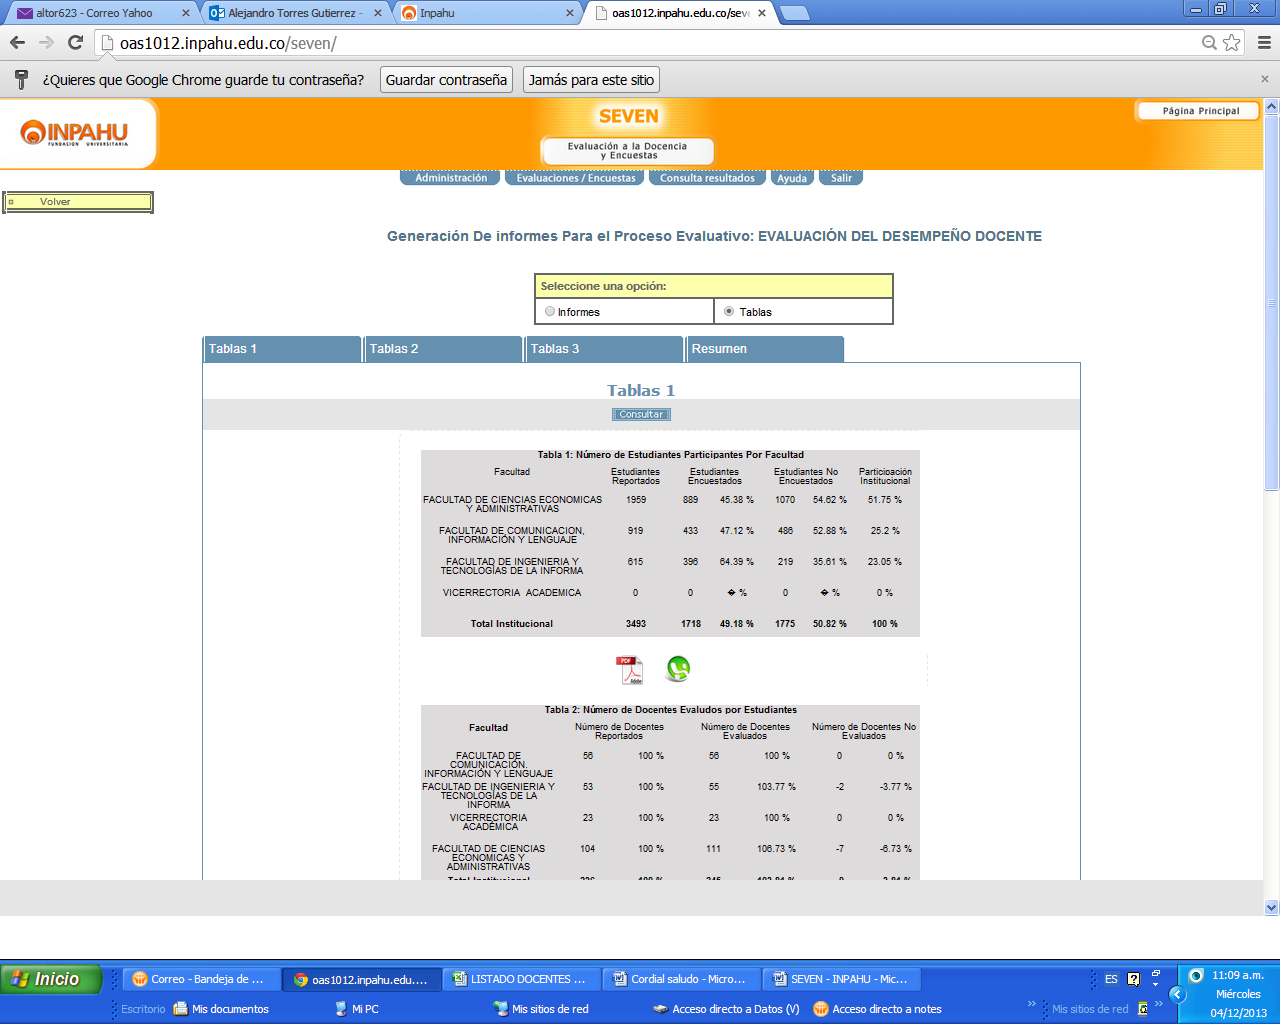 altor623 - Correo Yahoo
Alejandro Torres Gutierrez -
Inpahu
oas1012.inpahu.edu.co/sev
oas1012.inpahu.edu.co/seven/
¿Quieres que Google Chrome guarde tu contraseña?
Guardar contraseña
Jamás para este sitio
INPAHU
FUNDACIÓN UNIVERSITARIA
SEVEN
Evaluación a la Docencia
y Encuestas
Página Principal
Administración
Evaluaciones / Encuestas
Consulta resultados
Ayuda
Salir
Volver
Generación De informes Para el Proceso Evaluativo: EVALUACIÓN DEL DESEMPEÑO DOCENTE
Seleccione una opción:
Informes
Tablas
Tablas 1
Tablas 2
Tablas 3
Resumen
Tablas 1
Consultar
Tabla 1: Número de Estudiantes Participantes Por Facultad
Facultad Estudiantes Reportados Estudiantes Encuestados Estudiantes No Encuestados Participación Institucional
FACULTAD DE CIENCIAS ECONOMICAS Y ADMINISTRATIVAS 1959 889 45.38 % 1070 54.62 % 51.75 %
FACULTAD DE COMUNICACION, INFORMACIÓN Y LENGUAJE 919 433 47.12 % 486 52.88 % 25.2 %
FACULTAD DE INGENIERIA Y TECNOLOGÍAS DE LA INFORMA 615 396 64.39 % 219 35.61 % 23.05 %
VICERRECTORIA ACADEMICA 0 0 � % 0 � % 0 %
Total Institucional 3493 1718 49.18 % 1775 50.82 % 100 %
PDF
Adobe
Tabla 2: Número de Docentes Evaludos por Estudiantes
Facultad Número de Docentes Reportados Número de Docentes Evaluados Número de Docentes No Evaluados
FACULTAD DE COMUNICACIÓN, INFORMACIÓN Y LENGUAJE 56 100 % 56 100 % 0 0 %
FACULTAD DE INGENIERIA Y TECNOLOGÍAS DE LA INFORMA 53 100 % 55 103.77 % -2 -3.77 %
VICERRECTORIA ACADÉMICA 23 100 % 23 100 % 0 0 %
FACULTAD DE CIENCIAS ECONOMICAS Y ADMINISTRATIVAS 104 100 % 111 106.73 % -7 -6.73 %
Total Institucional
Inicio
Correo - Bandeja de ...
oas1012.inpahu.edu....
LISTADO DOCENTES ...
Cordial saludo - Micro...
SEVEN - INPAHU - Mic...
ES
11:09 a.m.
Miércoles
04/12/2013
Escritorio
Mis documentos
Mi PC
Mis sitios de red
Acceso directo a Datos (V)
Acceso directo a notes
Mis sitios de red